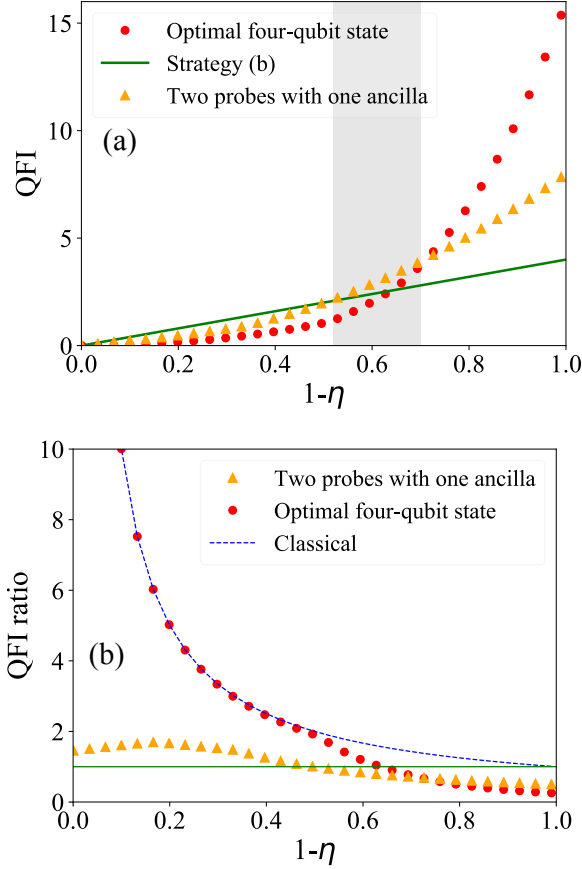 Optimal four-qubit state
Strategy (b)
Two probes with one ancilla
(a)
QFI
15
10
5
0
0.0 0.2 0.4 0.6 0.8 1.0
1-η
Two probes with one ancilla
Optimal four-qubit state
Classical
(b)
QFI ratio
10
8
6
4
2
0
0.0 0.2 0.4 0.6 0.8 1.0
1-η